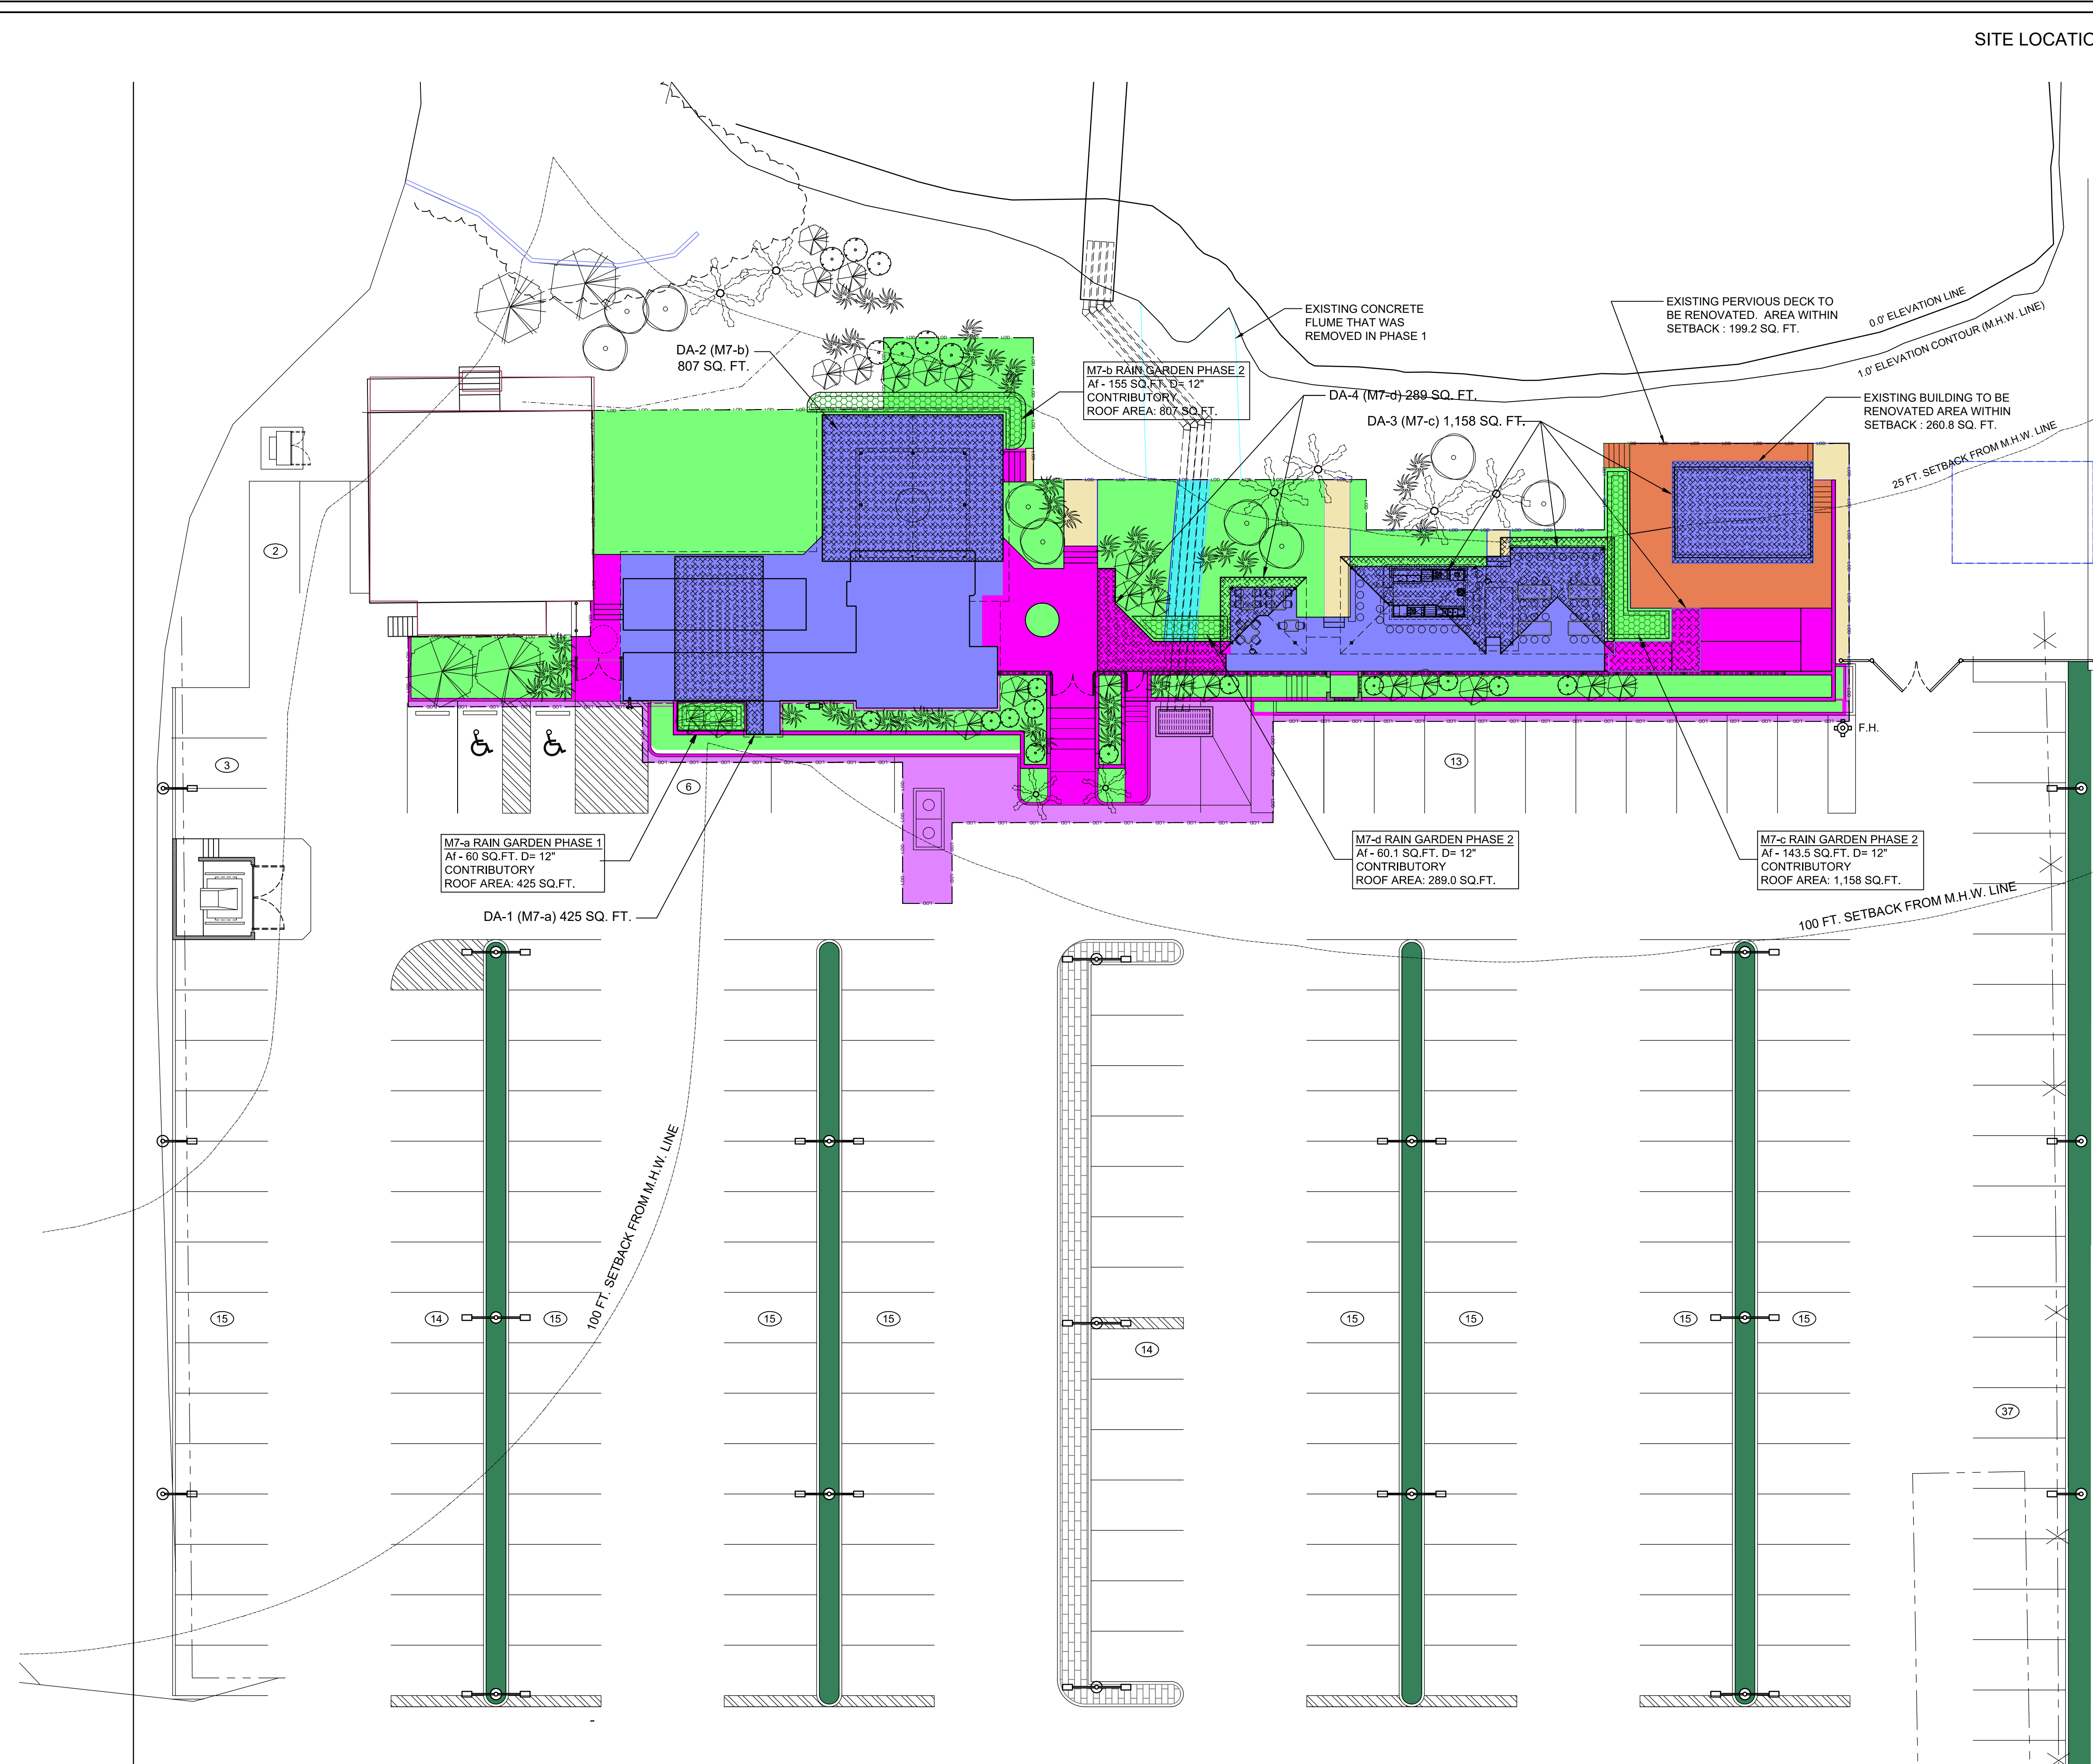 SITE LOCATIO
EXISTING CONCRETE
FLUME THAT WAS
REMOVED IN PHASE 1
EXISTING PERVIOUS DECK TO
BE RENOVATED. AREA WITHIN
SETBACK : 199.2 SQ. FT.
0.0' ELEVATION LINE
1.0' ELEVATION CONTOUR (M.H.W. LINE)
DA-2 (M7-b)
807 SQ. FT.
M7-b RAIN GARDEN PHASE 2
Af - 155 SQ.FT. D= 12"
CONTRIBUTORY
ROOF AREA: 807 SQ.FT.
DA-4 (M7-d) 289 SQ. FT.
DA-3 (M7-c) 1,158 SQ. FT.
EXISTING BUILDING TO BE
RENOVATED AREA WITHIN
SETBACK : 260.8 SQ. FT.
25 FT. SETBACK FROM M.H.W. LINE
2
3
6
13
F.H.
M7-a RAIN GARDEN PHASE 1
Af - 60 SQ.FT. D= 12"
CONTRIBUTORY
ROOF AREA: 425 SQ.FT.
M7-d RAIN GARDEN PHASE 2
Af - 60.1 SQ.FT. D= 12"
CONTRIBUTORY
ROOF AREA: 289.0 SQ.FT.
M7-c RAIN GARDEN PHASE 2
Af - 143.5 SQ.FT. D= 12"
CONTRIBUTORY
ROOF AREA: 1,158 SQ.FT.
DA-1 (M7-a) 425 SQ. FT.
100 FT. SETBACK FROM M.H.W. LINE
100 FT. SETBACK FROM M.H.W. LINE
15
14
15
15
15
14
15
15
15
15
37